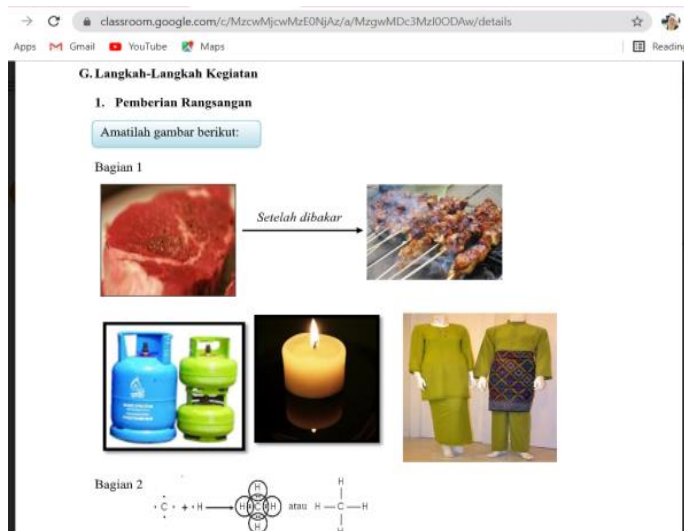 classroom.google.com/c/MzcwMjcwMzE0NjAz/a/MzgwMDc3MzI0ODAw/details
Apps Gmail YouTube Maps Reading
G. Langkah-Langkah Kegiatan
1. Pemberian Rangsangan
Amatilah gambar berikut:
Bagian 1
Setelah dibakar
Bagian 2
H H
· C · + · H H C H atau H — C — H
H H